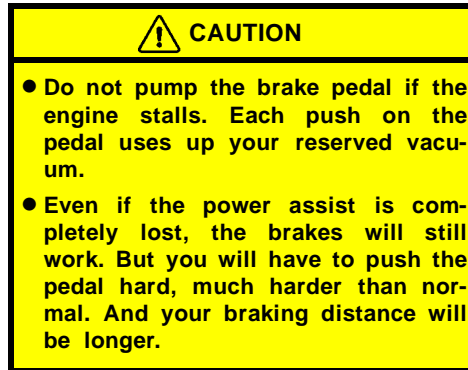 CAUTION
● Do not pump the brake pedal if the
engine stalls. Each push on the
pedal uses up your reserved vacu-
um.
● Even if the power assist is com-
pletely lost, the brakes will still
work. But you will have to push the
pedal hard, much harder than nor-
mal. And your braking distance will
be longer.